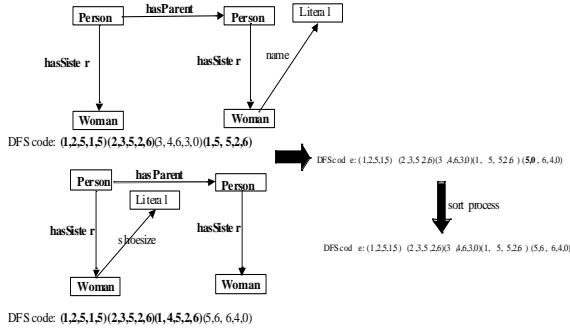 hasParent
Person
Person
Literal
hasSister
hasSister
name
Woman
Woman
DFS code: (1,2,5,1,5)(2,3,5,2,6)(3,4,6,3,0)(1,5, 5,2,6)
DFS code: (1,2,5,1,5) (2,3,5,2,6)(3,4,6,3,0)(1, 5, 5,2,6) (5,0, 6,4,0)
hasParent
Person
Person
Literal
sort process
hasSister
shoesize
hasSister
DFS code: (1,2,5,1,5) (2,3,5,2,6)(3,4,6,3,0)(1, 5, 5,2,6) (5,6, 6,4,0)
Woman
Woman
DFS code: (1,2,5,1,5)(2,3,5,2,6)(1,4,5,2,6)(5,6, 6,4,0)